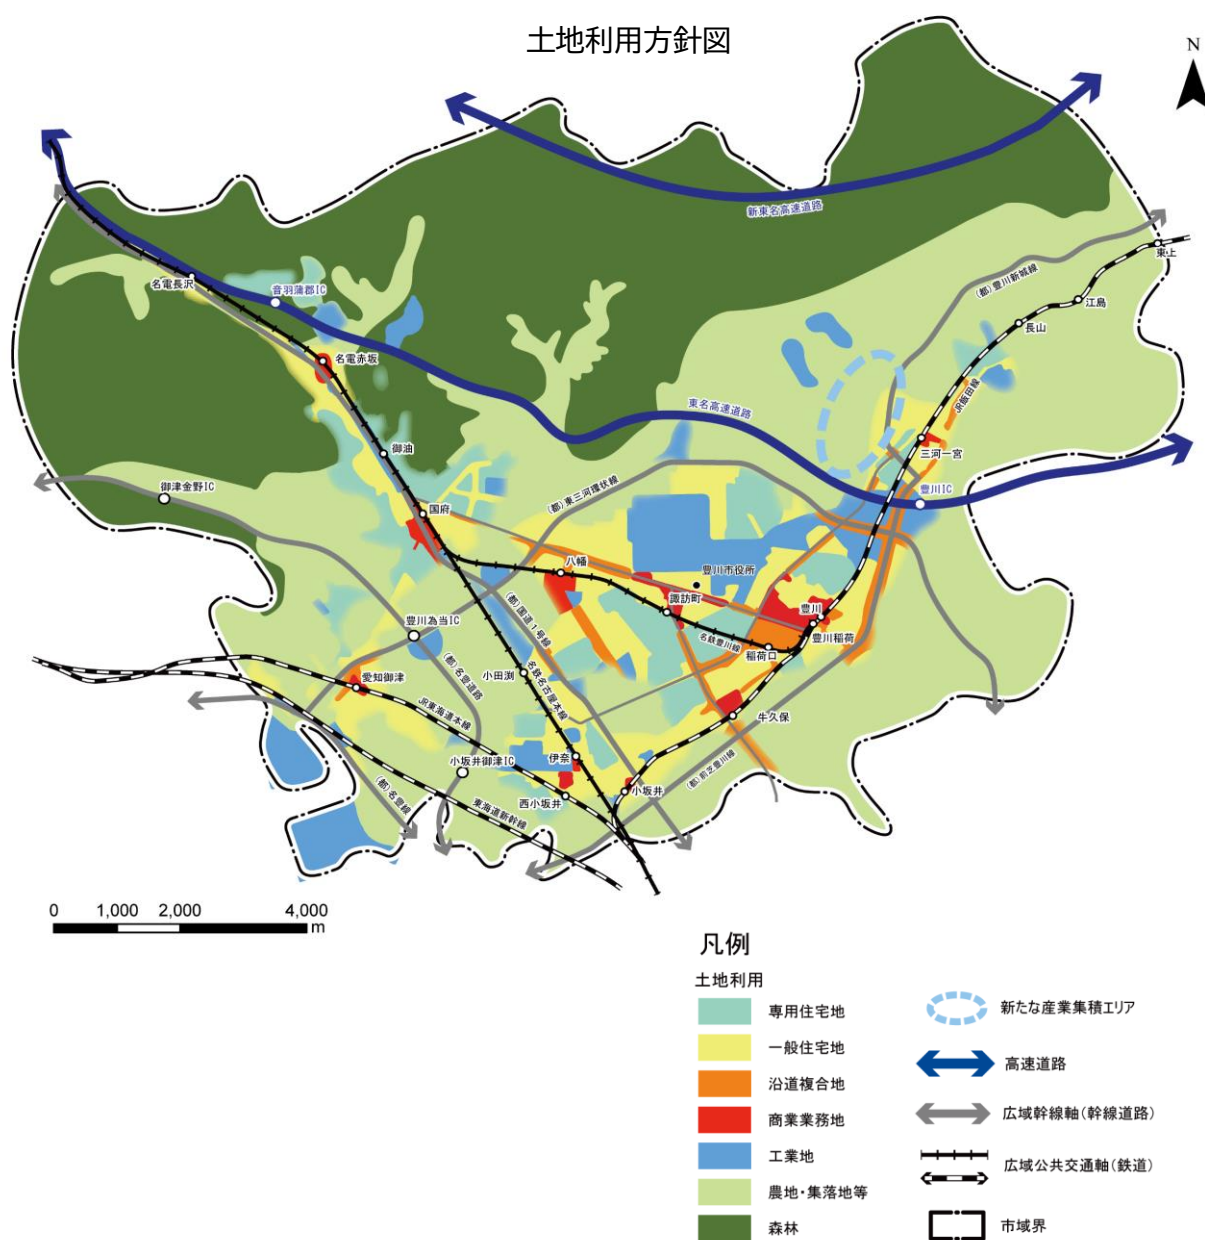 土地利用方針図
N
新東名高速道路
東上
(都)豊川新城線
江島
名電長沢
音羽蒲郡IC
長山
名電赤坂
JR飯田線
東名高速道路
御油
三河一宮
御津金野IC
(都)東三河環状線
豊川IC
国府
八幡
豊川市役所
諏訪町
豊川
豊川為当IC
(都)国道1号線
名鉄豊川線
豊川稲荷
稲荷口
愛知御津
(都)名豊道路
小田渕
名鉄名古屋本線
JR東海道本線
牛久保
小坂井御津IC
伊奈
(都)前芝豊川線
(都)名豊線
東海道新幹線
西小坂井
小坂井
0 1,000 2,000 4,000
m
凡例
土地利用
専用住宅地
一般住宅地
沿道複合地
商業業務地
工業地
農地・集落地等
森林
新たな産業集積エリア
高速道路
広域幹線軸(幹線道路)
広域公共交通軸(鉄道)
市域界